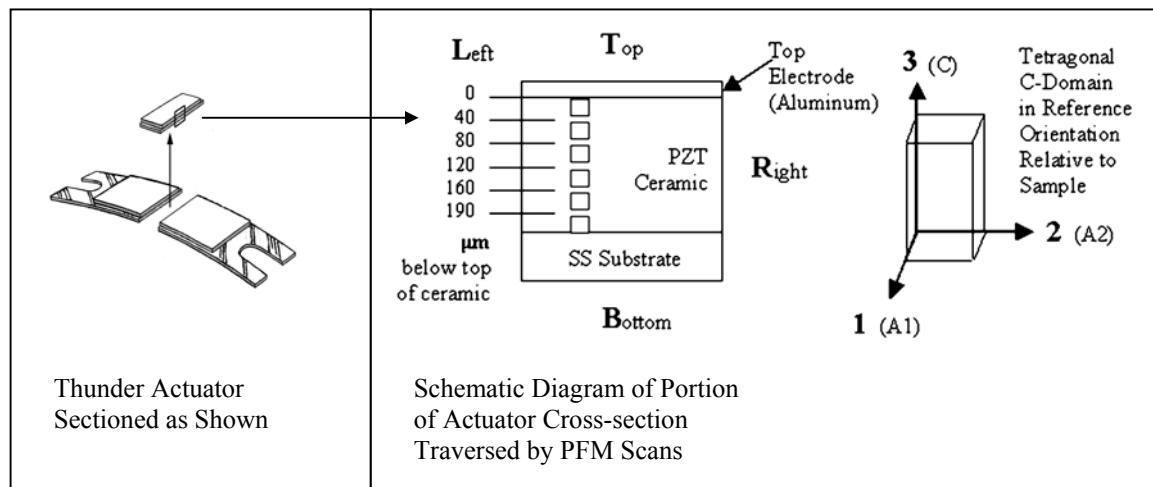 Left
Top
Top
Electrode
(Aluminum)
0
40
80
120
160
190
µm
below top
of ceramic
PZT
Ceramic
Right
SS Substrate
Bottom
3 (C)
2 (A2)
1 (A1)
Tetragonal
C-Domain
in Reference
Orientation
Relative to
Sample
Thunder Actuator
Sectioned as Shown
Schematic Diagram of Portion
of Actuator Cross-section
Traversed by PFM Scans